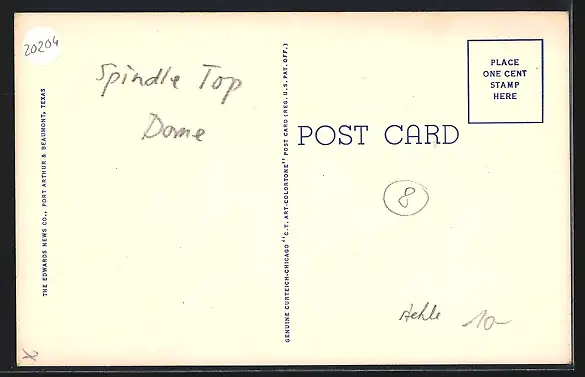 20204
Spindle Top
Dome
THE EDWARDS NEWS CO., PORT ARTHUR & BEAUMONT, TEXAS
GENUINE CURTEICH-CHICAGO "C.T. ART-COLORTONE" POST CARD (REG. U.S. PAT. OFF.)
POST CARD
PLACE
ONE CENT
STAMP
HERE
8
10-